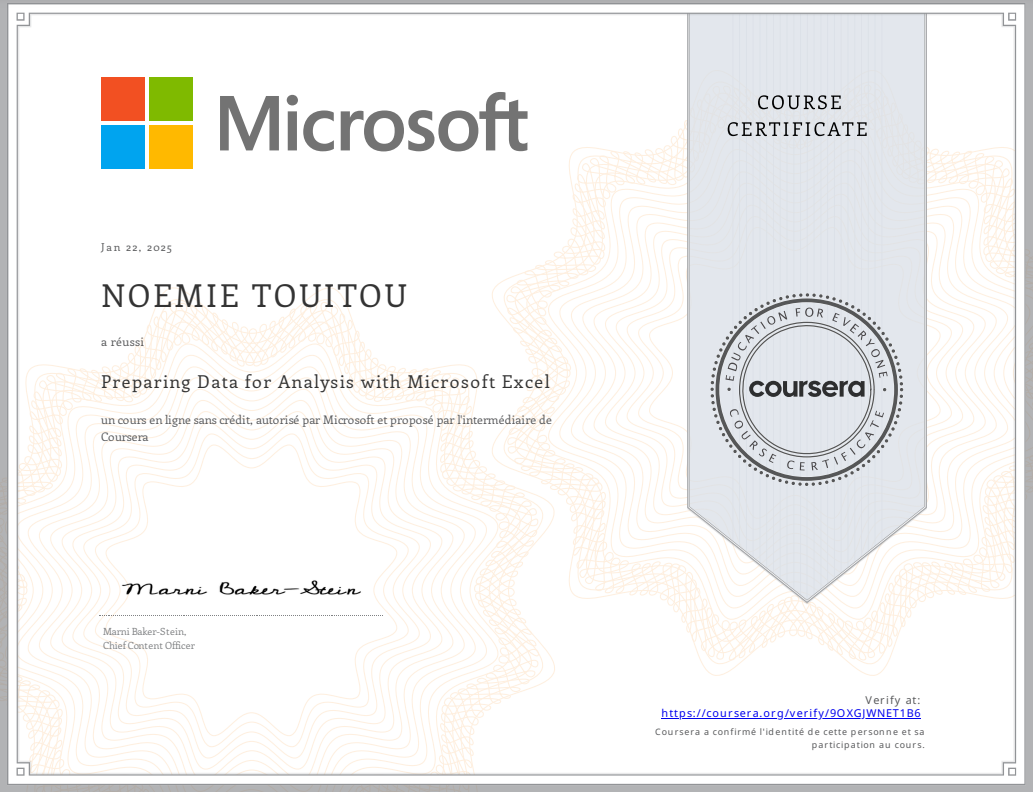 Microsoft
COURSE
CERTIFICATE
Jan 22, 2025
NOEMIE TOUITOU
a réussi
Preparing Data for Analysis with Microsoft Excel
un cours en ligne sans crédit, autorisé par Microsoft et proposé par l'intermédiaire de
Coursera
EDUCATION FOR EVERYONE
coursera
COURSE CERTIFICATE
Marni Baker-Stein
Marni Baker-Stein,
Chief Content Officer
Verify at:
https://coursera.org/verify/9OXGJWNET1B6
Coursera a confirmé l'identité de cette personne et sa
participation au cours.